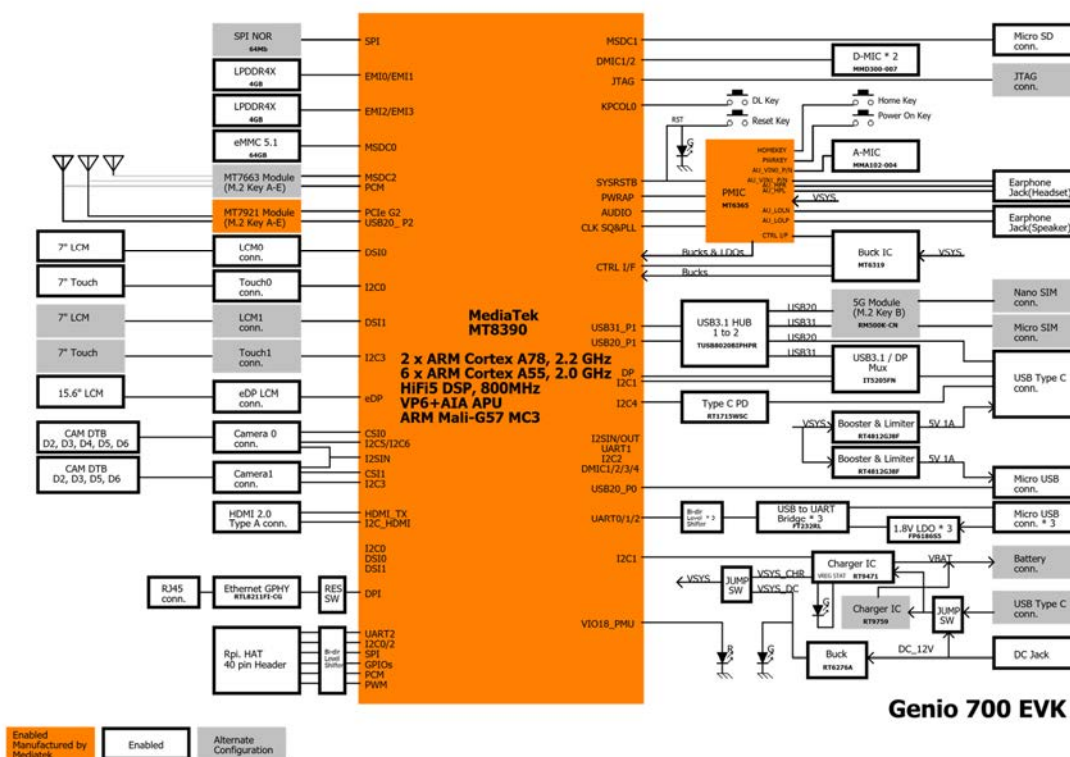 SPI NOR
64Mb
LPDDR4X
4GB
LPDDR4X
4GB
eMMC 5.1
64GB
MT7663 Module
(M.2 Key A-E)
MT7921 Module
(M.2 Key A-E)
7" LCM
LCM0
conn.
7" Touch
Touch0
conn.
7" LCM
LCM1
conn.
7" Touch
Touch1
conn.
15.6" LCM
eDP LCM
conn.
CAM DTB
D2, D3, D4, D5, D6
Camera 0
conn.
CAM DTB
D2, D3, D5, D6
Camera1
conn.
HDMI 2.0
Type A conn.
RJ45
conn.
Ethernet GPHY
RTL8211FI-CG
RES
SW
Rpi. HAT
40 pin Header
Bi-dir
Level
Shifter
SPI
EMI0/EMI1
EMI2/EMI3
MSDC0
MSDC2
PCM
PCIe G2
USB20_ P2
DSI0
I2C0
DSI1
I2C3
eDP
CSI0
I2C5/I2C6
I2SIN
CSI1
I2C3
HDMI_TX
I2C_HDMI
I2C0
DSI0
DSI1
DPI
UART2
I2C0/2
SPI
GPIOs
PCM
PWM
MediaTek
MT8390
2 x ARM Cortex A78, 2.2 GHz
6 x ARM Cortex A55, 2.0 GHz
HiFi5 DSP, 800MHz
VP6+AIA APU
ARM Mali-G57 MC3
MSDC1
DMIC1/2
JTAG
KPCOL0
SYSRSTB
PWRAP
AUDIO
CLK SQ&PLL
CTRL I/F
USB31_P1
USB20_P1
DP
I2C1
I2C4
I2SIN/OUT
UART1
I2C2
DMIC1/2/3/4
USB20_P0
UART0/1/2
I2C1
VIO18_PMU
Micro SD
conn.
D-MIC * 2
MMD300-007
JTAG
conn.
DL Key
Home Key
RST
Reset Key
Power On Key
G
HOMEKEY
PWRKEY
AU_VIN0_P/N
AU_VIN1_P/N
AU_HPR
AU_HPL
AU_LOLN
AU_LOLP
CTRL I/F
PMIC
MT6365
A-MIC
MMA102-004
VSYS
Earphone
Jack(Headset)
Earphone
Jack(Speaker)
Bucks & LDOs
Bucks
Buck IC
MT6319
VSYS
USB3.1 HUB
1 to 2
TUSB8020BIPHPR
USB20
USB31
USB20
USB31
5G Module
(M.2 Key B)
RM500K-CN
Nano SIM
conn.
Micro SIM
conn.
USB3.1 / DP
Mux
IT5205FN
USB Type C
conn.
Type C PD
RT1715WSC
VSYS
Booster & Limiter
RT4812GJ8F
5V 1A
Booster & Limiter
RT4812GJ8F
5V 1A
Micro USB
conn.
Bi-dir
Level * 2
Shifter
USB to UART
Bridge * 3
FT232RL
1.8V LDO * 3
FP6186S5
Micro USB
conn. * 3
VSYS
JUMP
SW
VSYS_CHR
VSYS_DC
Charger IC
RT9471
G
VBAT
Battery
conn.
Charger IC
RT9759
JUMP
SW
USB Type C
conn.
R
G
Buck
RT6276A
DC_12V
DC Jack
Genio 700 EVK
Enabled
Manufactured by
Mediatek
Enabled
Alternate
Configuration